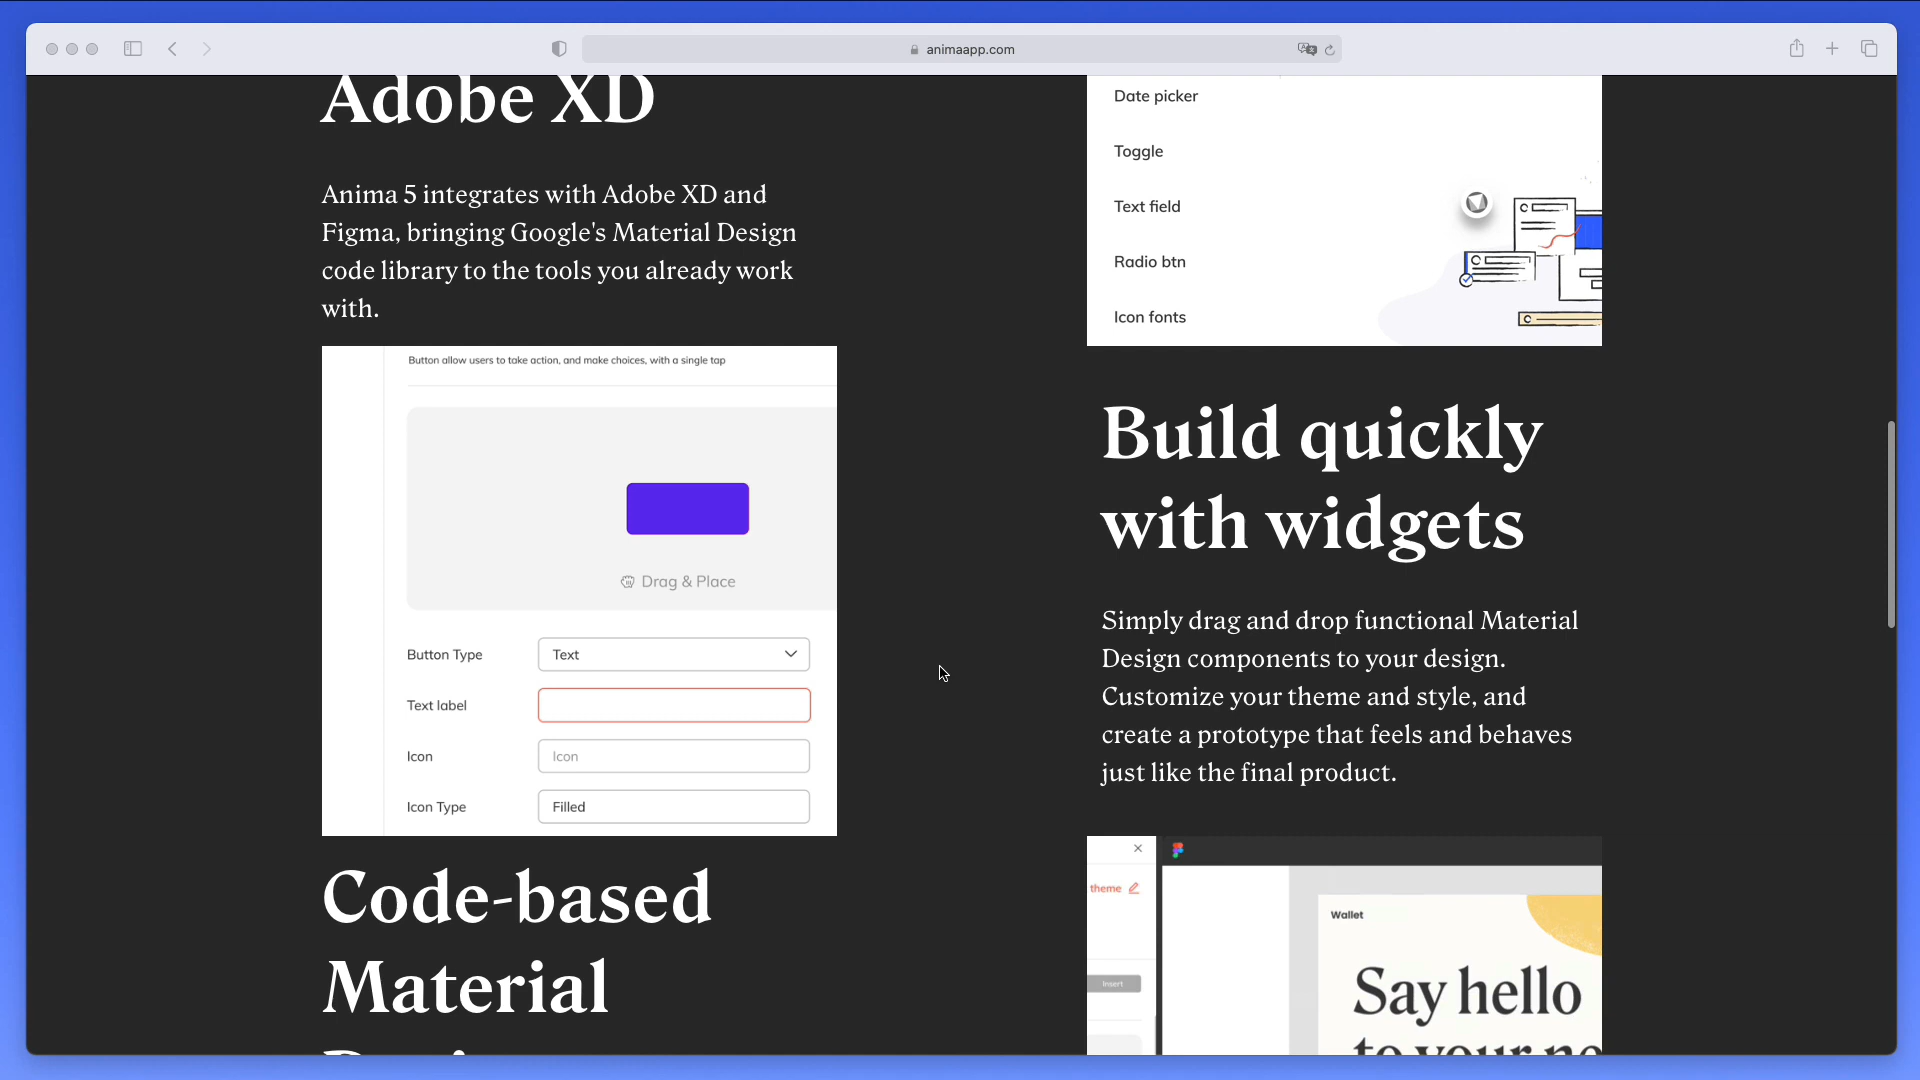 animaapp.com
Adobe XD
Anima 5 integrates with Adobe XD and
Figma, bringing Google's Material Design
code library to the tools you already work
with.
Button allow users to take action, and make choices, with a single tap
Drag & Place
Button Type
Text
Text label
Icon
Icon
Icon Type
Filled
Code-based
Material
Date picker
Toggle
Text field
Radio btn
Icon fonts
Build quickly
with widgets
Simply drag and drop functional Material
Design components to your design.
Customize your theme and style, and
create a prototype that feels and behaves
just like the final product.
theme
Insert
Wallet
Say hello
to your